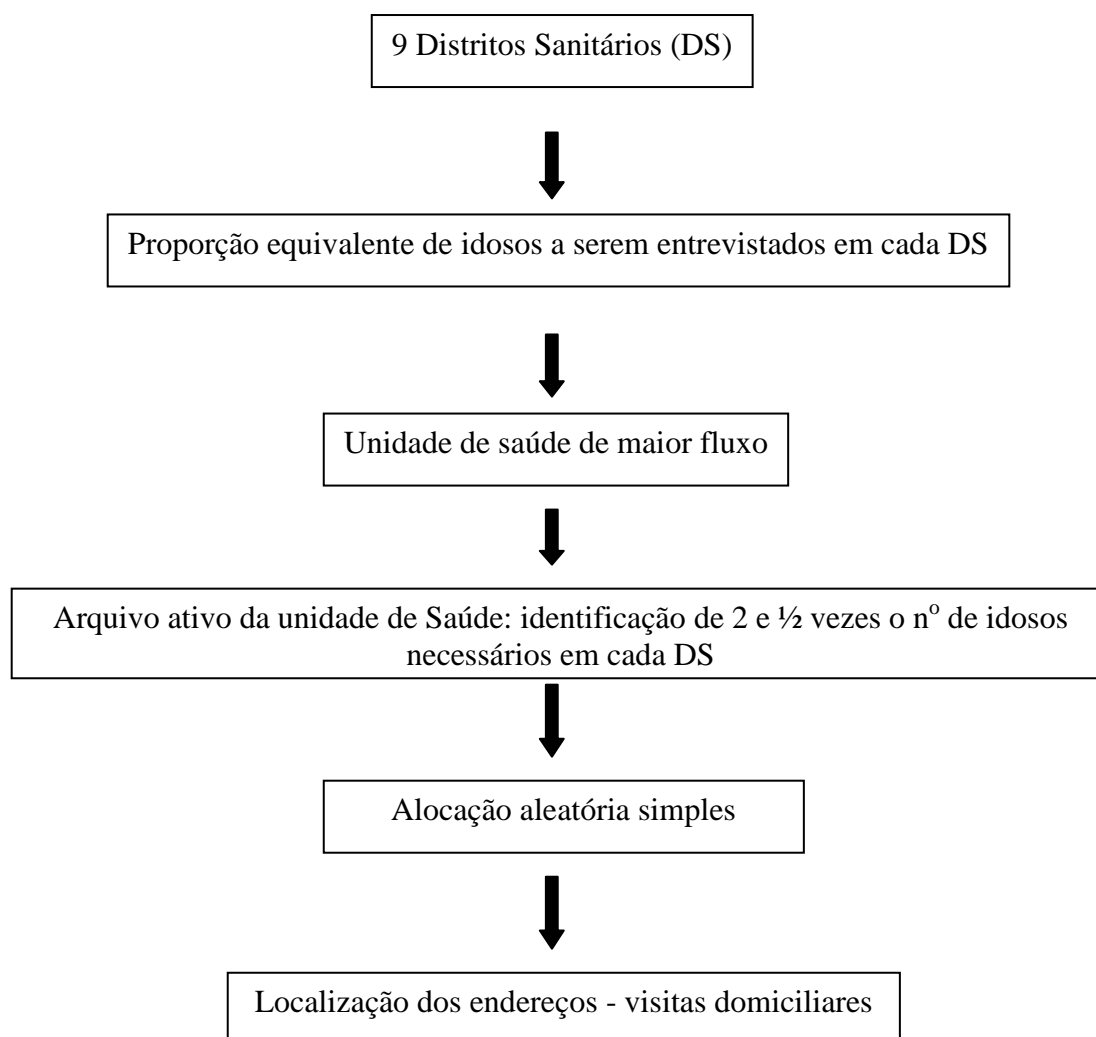 9 Distritos Sanitários (DS)
Proporção equivalente de idosos a serem entrevistados em cada DS
Unidade de saúde de maior fluxo
Arquivo ativo da unidade de Saúde: identificação de 2 e ½ vezes o nº de idosos
necessários em cada DS
Alocação aleatória simples
Localização dos endereços - visitas domiciliares